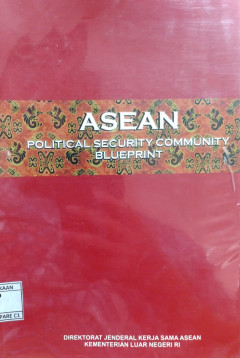 ASEAN
POLITICAL SECURITY COMMUNITY
BLUEPRINT
DIREKTORAT JENDERAL KERJA SAMA ASEAN
KEMENTERIAN LUAR NEGERI RI